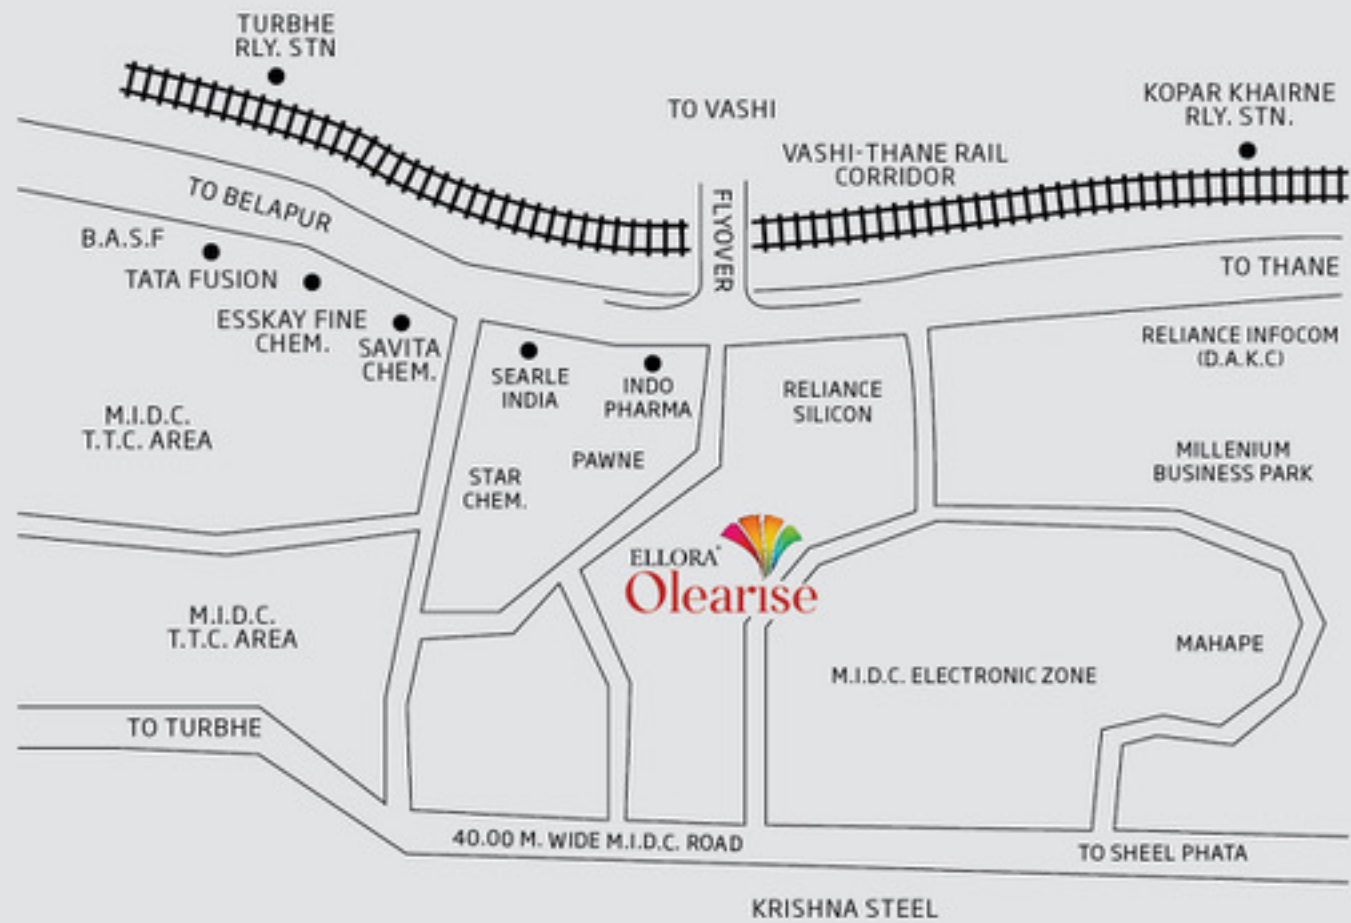 TURBHE
RLY. STN
TO VASHI
KOPAR KHAIRNE
RLY. STN.
VASHI-THANE RAIL
CORRIDOR
TO BELAPUR
FLYOVER
B.A.S.F
TATA FUSION
TO THANE
ESSKAY FINE
CHEM.
SAVITA
CHEM.
SEARLE
INDIA
INDO
PHARMA
RELIANCE
SILICON
RELIANCE INFOCOM
(D.A.K.C)
M.I.D.C.
T.T.C. AREA
PAWNE
STAR
CHEM.
MILLENIUM
BUSINESS PARK
ELLORA
Olearise
M.I.D.C.
T.T.C. AREA
MAHAPE
M.I.D.C. ELECTRONIC ZONE
TO TURBHE
40.00 M. WIDE M.I.D.C. ROAD
TO SHEEL PHATA
KRISHNA STEEL